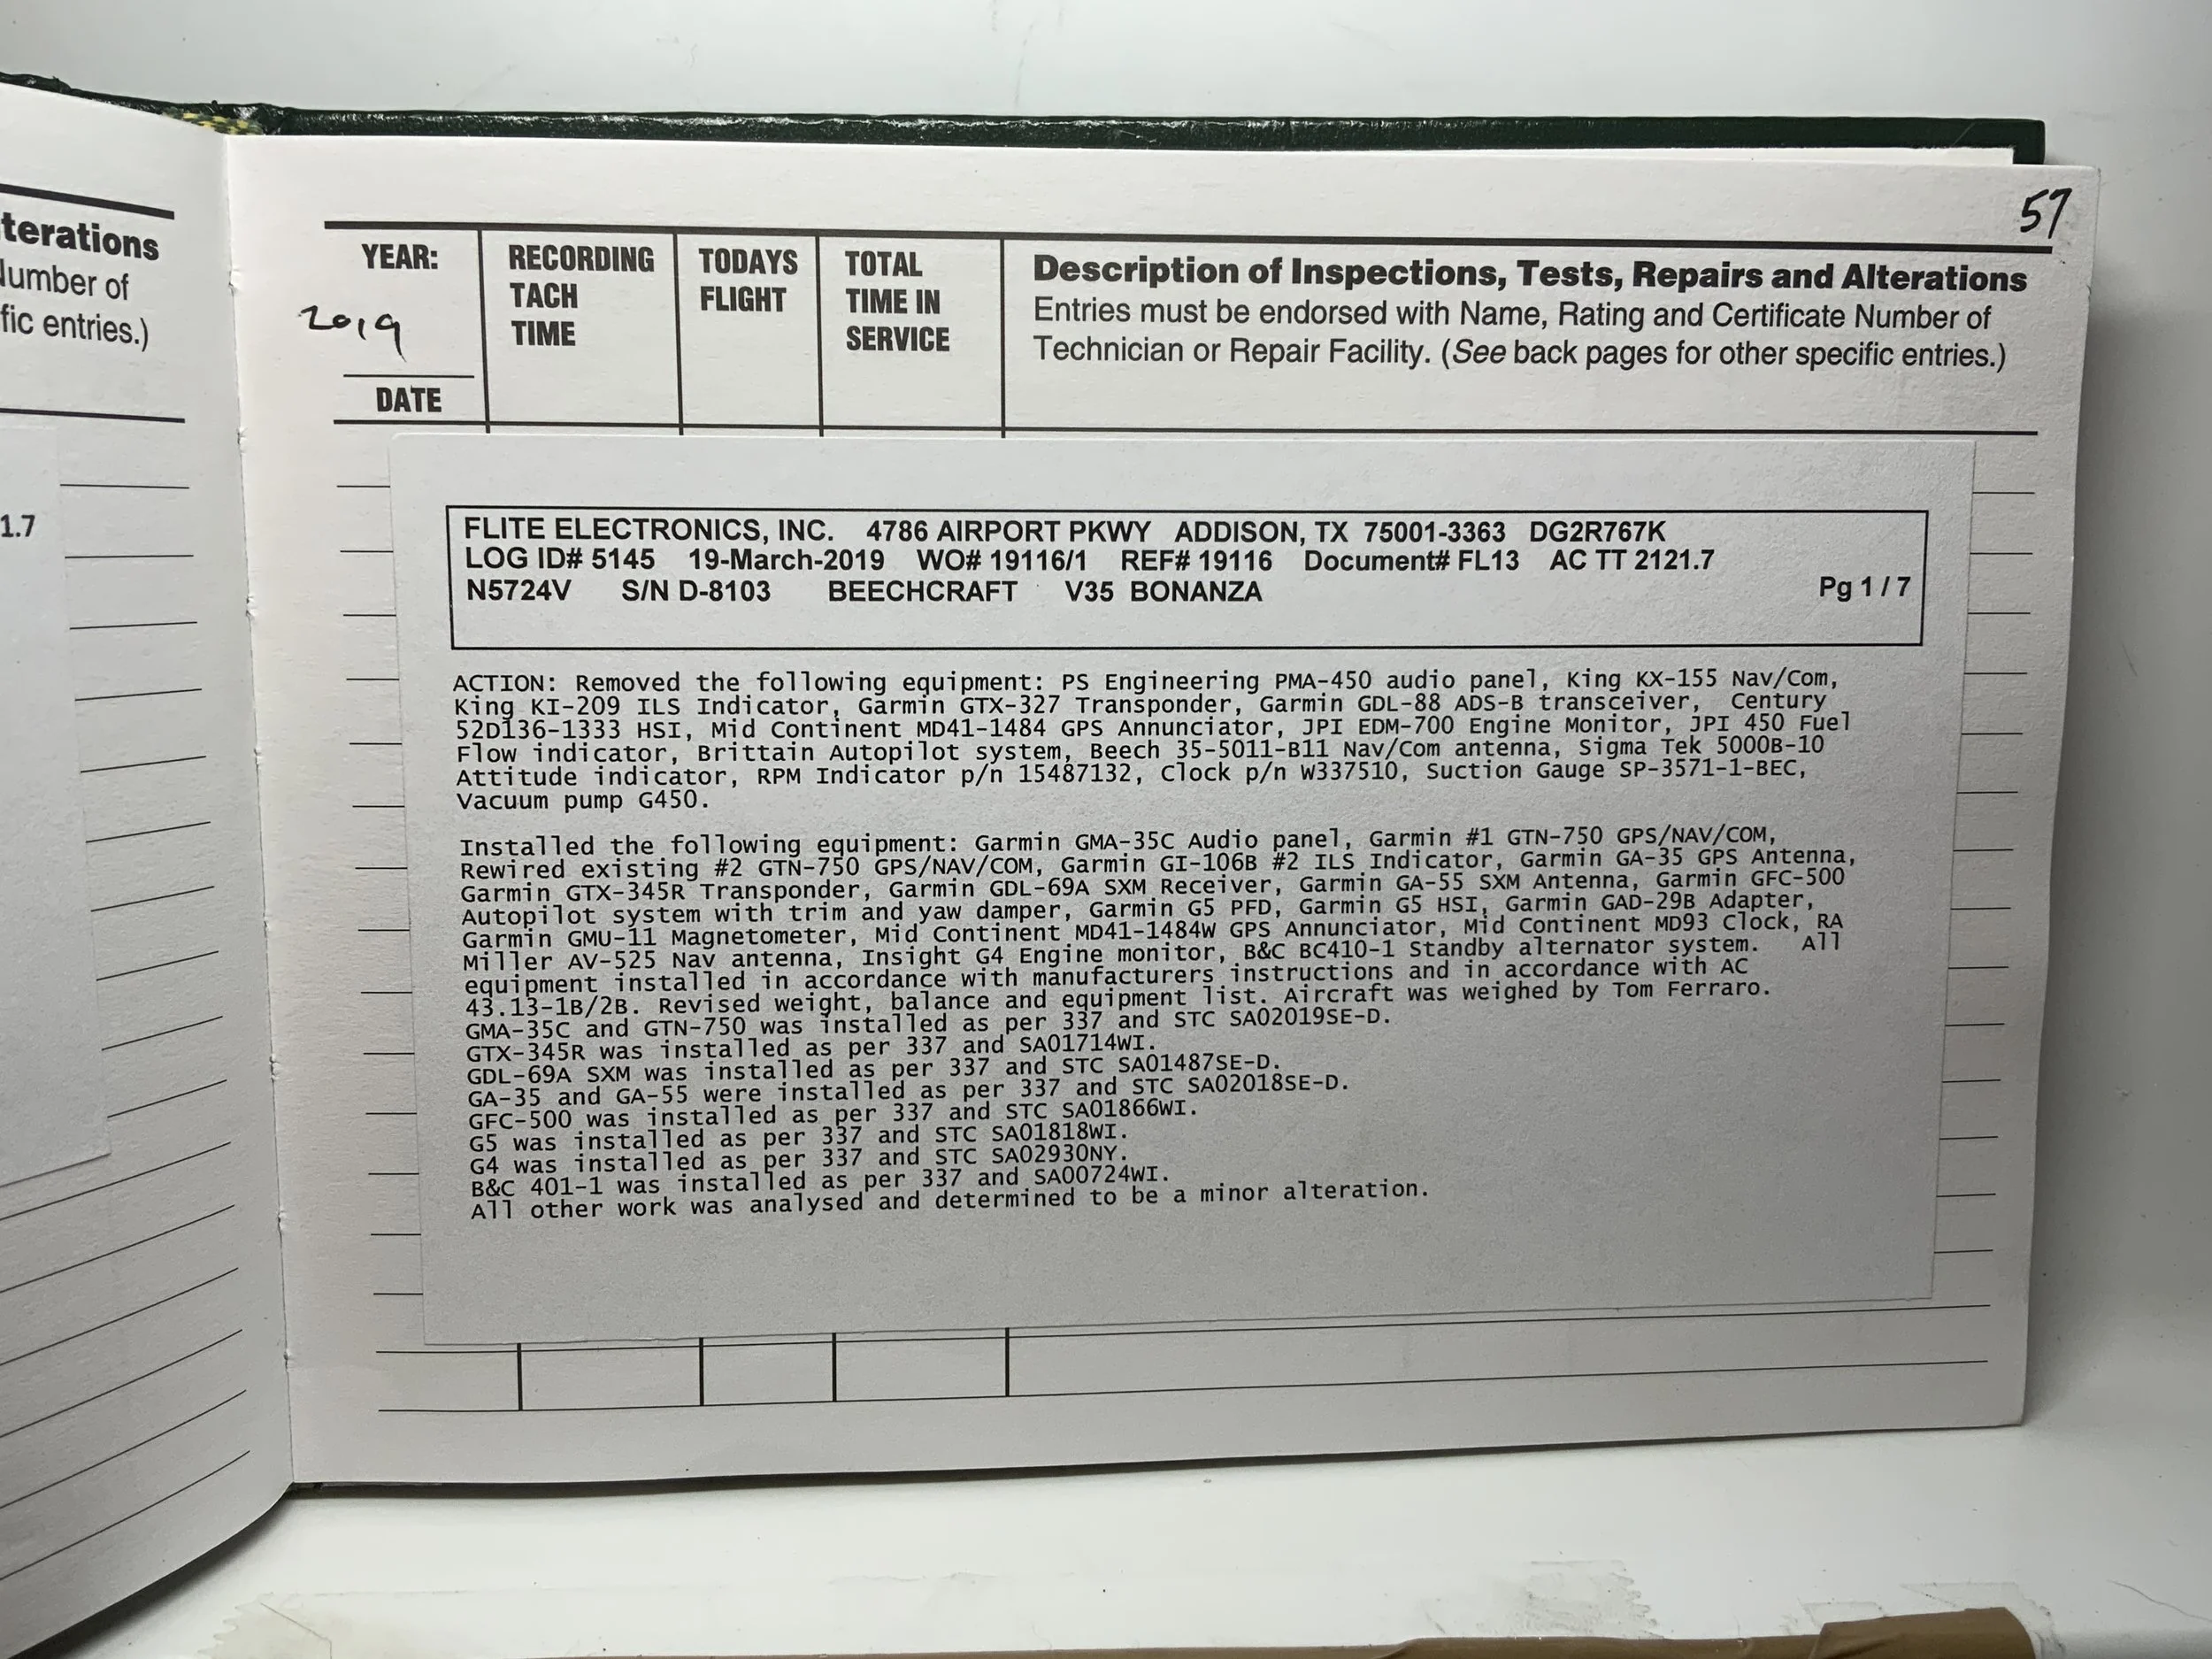 terations
lumber of
fic entries.)
1.7
57
YEAR:
2019
DATE
RECORDING
TACH
TIME
TODAYS
FLIGHT
TOTAL
TIME IN
SERVICE
Description of Inspections, Tests, Repairs and Alterations
Entries must be endorsed with Name, Rating and Certificate Number of
Technician or Repair Facility. (See back pages for other specific entries.)
FLITE ELECTRONICS, INC. 4786 AIRPORT PKWY ADDISON, TX 75001-3363 DG2R767K
LOG ID# 5145 19-March-2019 WO# 19116/1 REF# 19116 Document# FL13 AC TT 2121.7
N5724V S/N D-8103 BEECHCRAFT V35 BONANZA Pg 1 / 7
ACTION: Removed the following equipment: PS Engineering PMA-450 audio panel, King KX-155 Nav/Com,
King KI-209 ILS Indicator, Garmin GTX-327 Transponder, Garmin GDL-88 ADS-B transceiver, Century
52D136-1333 HSI, Mid Continent MD41-1484 GPS Annunciator, JPI EDM-700 Engine Monitor, JPI 450 Fuel
Flow indicator, Brittain Autopilot system, Beech 35-5011-B11 Nav/Com antenna, Sigma Tek 5000B-10
Attitude indicator, RPM Indicator p/n 15487132, Clock p/n W337510, Suction Gauge SP-3571-1-BEC,
Vacuum pump G450.
Installed the following equipment: Garmin GMA-35C Audio panel, Garmin #1 GTN-750 GPS/NAV/COM,
Rewired existing #2 GTN-750 GPS/NAV/COM, Garmin GI-106B #2 ILS Indicator, Garmin GA-35 GPS Antenna,
Garmin GTX-345R Transponder, Garmin GDL-69A SXM Receiver, Garmin GA-55 SXM Antenna, Garmin GFC-500
Autopilot system with trim and yaw damper, Garmin G5 PFD, Garmin G5 HSI, Garmin GAD-29B Adapter,
Garmin GMU-11 Magnetometer, Mid Continent MD41-1484W GPS Annunciator, Mid Continent MD93 Clock, RA
Miller AV-525 Nav antenna, Insight G4 Engine monitor, B&C BC410-1 Standby alternator system. All
equipment installed in accordance with manufacturers instructions and in accordance with AC
43.13-1B/2B. Revised weight, balance and equipment list. Aircraft was weighed by Tom Ferraro.
GMA-35C and GTN-750 was installed as per 337 and STC SA02019SE-D.
GTX-345R was installed as per 337 and SA01714WI.
GDL-69A SXM was installed as per 337 and STC SA01487SE-D.
GA-35 and GA-55 were installed as per 337 and STC SA02018SE-D.
GFC-500 was installed as per 337 and STC SA01866WI.
G5 was installed as per 337 and STC SA01818WI.
G4 was installed as per 337 and STC SA02930NY.
B&C 401-1 was installed as per 337 and SA00724WI.
All other work was analysed and determined to be a minor alteration.